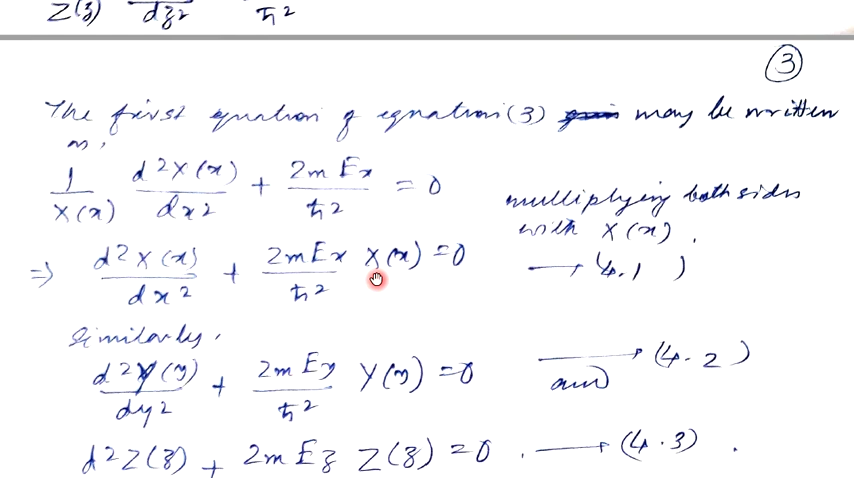 Z(z) dz2 ħ2
(3)
The first equation of equation (3) may be written
as,
1/X(x) d2X(x)/dx2 + 2mEx/ħ2 = 0
multiplying both sides
with X(x).
=> d2X(x)/dx2 + 2mEx/ħ2 X(x) = 0 → (4.1)
Similarly,
d2Y(y)/dy2 + 2mEy/ħ2 Y(y) = 0 → (4.2)
and
d2Z(z) + 2mEz Z(z) = 0. → (4.3).